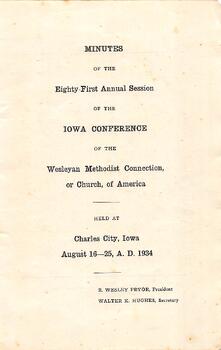 MINUTES
OF THE
Eighty-First Annual Session
OF THE
IOWA CONFERENCE
OF THE
Wesleyan Methodist Connection,
or Church, of America
HELD AT
Charles City, Iowa
August 16—25, A. D. 1934
R. WESLEY PRYOR, President
WALTER K. HUGHES, Secretary